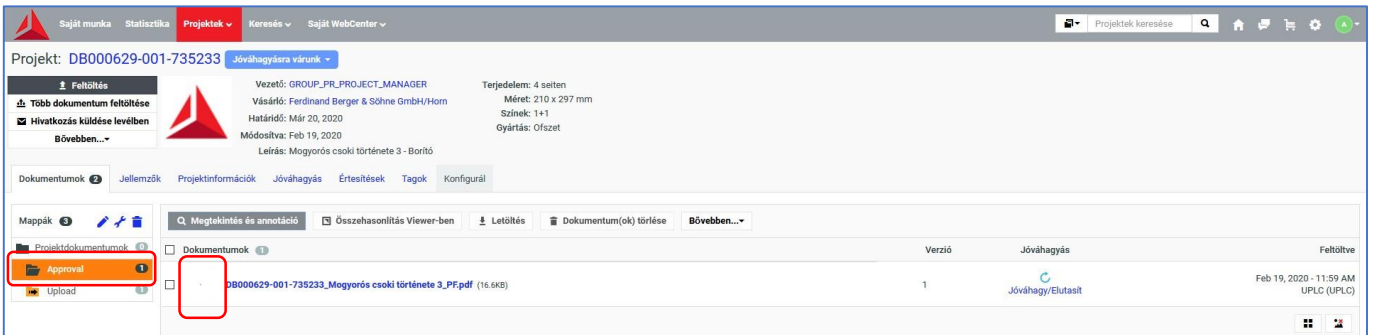 Saját munka Statisztika Projektek Keresés Saját WebCenter Projektek keresése
Projekt: DB000629-001-735233 Jóváhagyásra várunk
Feltöltés
Több dokumentum feltöltése
Hivatkozás küldése levélben
Bővebben...
Vezető: GROUP_PR_PROJECT_MANAGER
Vásárló: Ferdinand Berger & Söhne GmbH/Horn
Határidő: Már 20, 2020
Módosítva: Feb 19, 2020
Leírás: Mogyorós csoki története 3 - Borító
Terjedelem: 4 seiten
Méret: 210 x 297 mm
Színek: 1+1
Gyártás: Ofszet
Dokumentumok 2 Jellemzők Projektinformációk Jóváhagyás Értesítések Tagok Konfigurál
Mappák 3
Projektdokumentumok 0
Approval 1
Upload 1
Megtekintés és annotáció Összehasonlítás Viewer-ben Letöltés Dokumentum(ok) törlése Bővebben...
Dokumentumok 1 Verzió Jóváhagyás Feltöltve
DB000629-001-735233_Mogyorós csoki története 3_PF.pdf (16.6KB) 1 Jóváhagy/Elutasít Feb 19, 2020 - 11:59 AM
UPLC (UPLC)